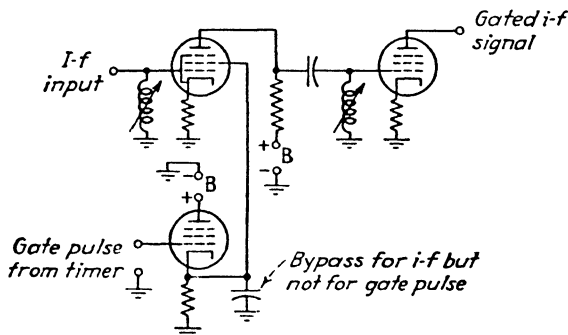 Gated i-f
signal
I-f
input
+
B
-
- B
+
Gate pulse
from timer
Bypass for i-f but
not for gate pulse